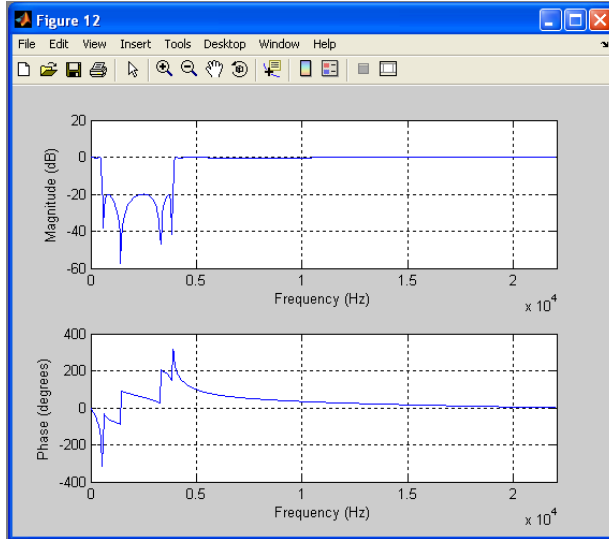 Figure 12
File Edit View Insert Tools Desktop Window Help
20
0
-20
-40
-60
Magnitude (dB)
0 0.5 1 1.5 2
x 10^4
Frequency (Hz)
400
200
0
-200
-400
Phase (degrees)
0 0.5 1 1.5 2
x 10^4
Frequency (Hz)